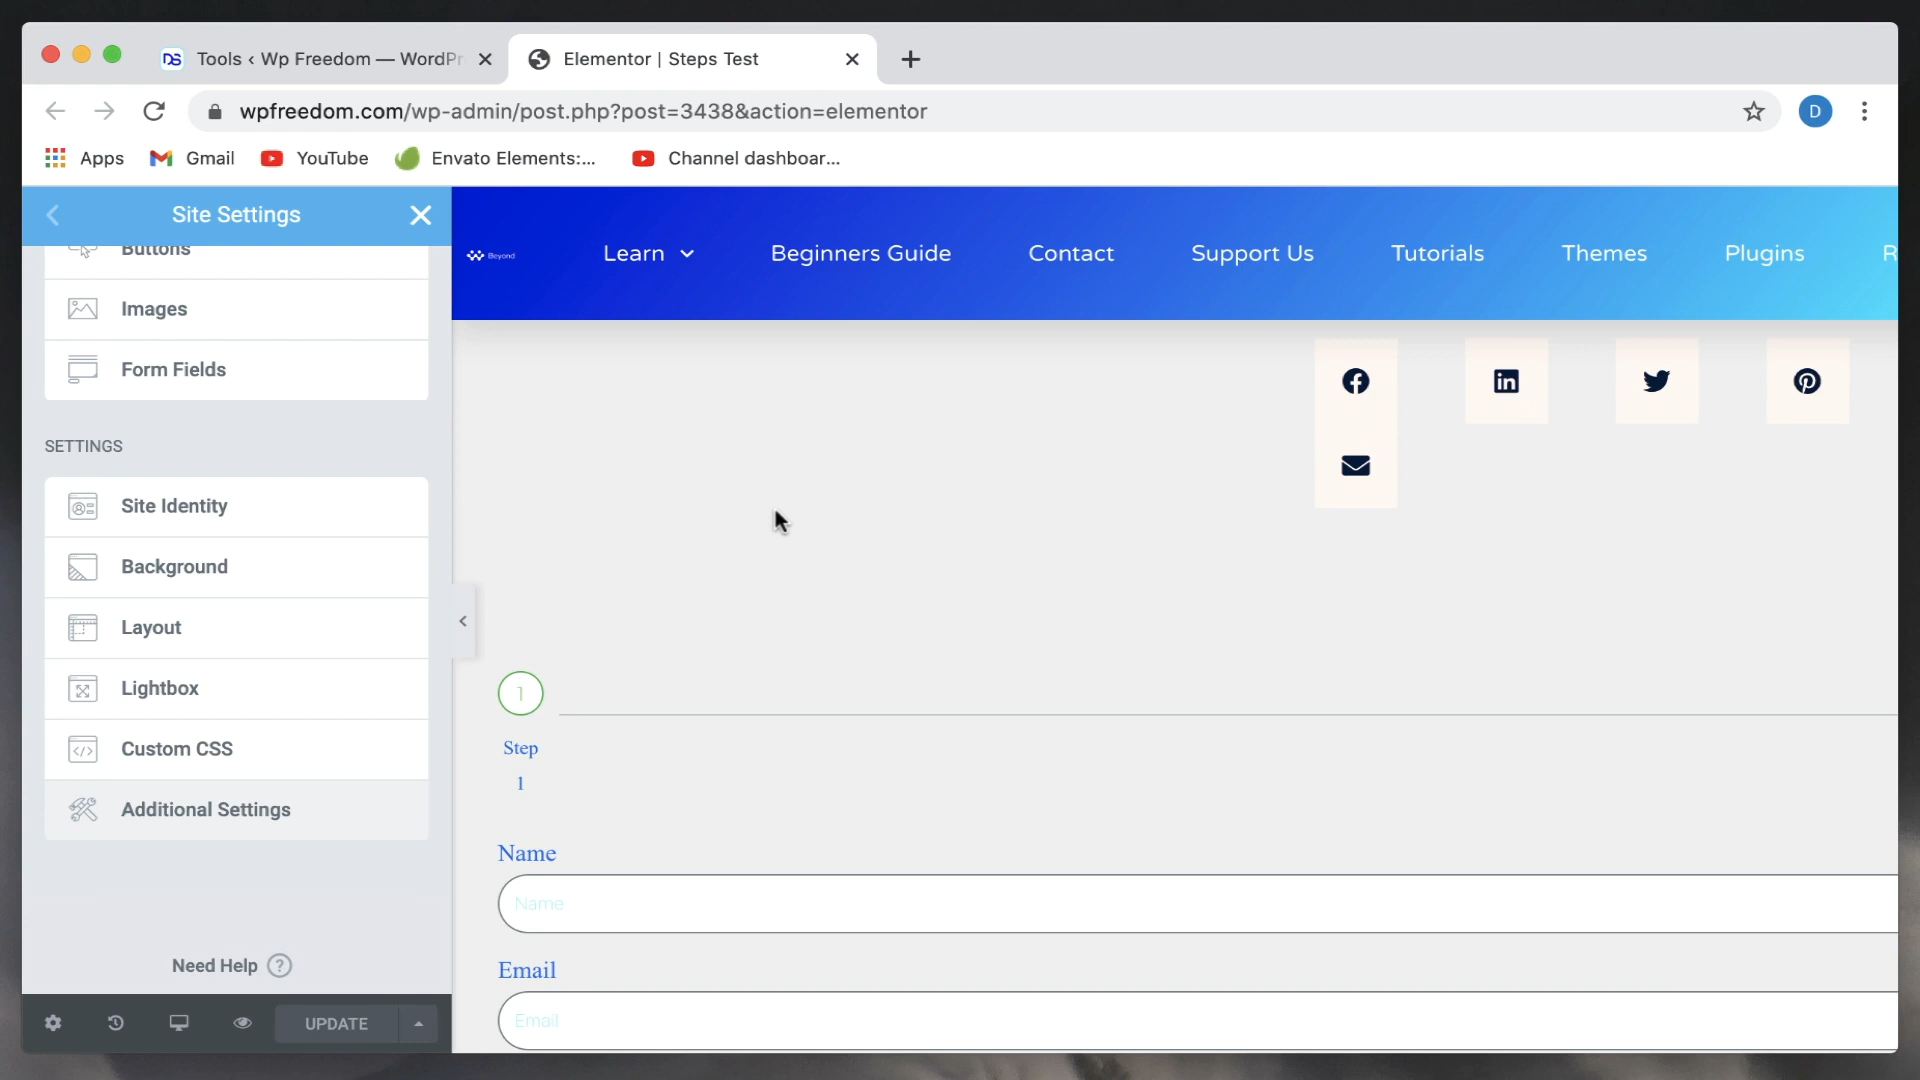 Tools ‹ Wp Freedom — WordPr
Elementor | Steps Test
wpfreedom.com/wp-admin/post.php?post=3438&action=elementor
D
Apps
Gmail
YouTube
Envato Elements:...
Channel dashboar...
Site Settings
Buttons
Images
Form Fields
SETTINGS
Site Identity
Background
Layout
Lightbox
Custom CSS
Additional Settings
Need Help ?
UPDATE
Beyond
Learn
Beginners Guide
Contact
Support Us
Tutorials
Themes
Plugins
R
1
Step
1
Name
Name
Email
Email